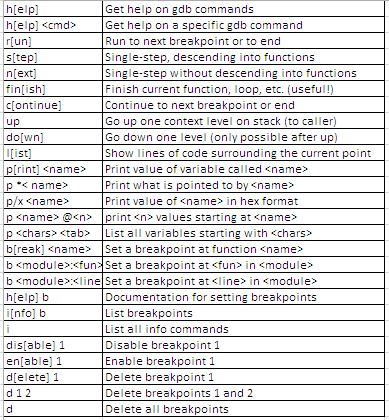 h[elp] Get help on gdb commands
h[elp] <cmd> Get help on a specific gdb command
r[un] Run to next breakpoint or to end
s[tep] Single-step, descending into functions
n[ext] Single-step without descending into functions
fin[ish] Finish current function, loop, etc. (useful!)
c[ontinue] Continue to next breakpoint or end
up Go up one context level on stack (to caller)
do[wn] Go down one level (only possible after up)
l[ist] Show lines of code surrounding the current point
p[rint] <name> Print value of variable called <name>
p *< name> Print what is pointed to by <name>
p/x <name> Print value of <name> in hex format
p <name> @<n> print <n> values starting at <name>
p <chars> <tab> List all variables starting with <chars>
b[reak] <name> Set a breakpoint at function <name>
b <module>:<fun> Set a breakpoint at <fun> in <module>
b <module>:<line Set a breakpoint at <line> in <module>
h[elp] b Documentation for setting breakpoints
i[nfo] b List breakpoints
i List all info commands
dis[able] 1 Disable breakpoint 1
en[able] 1 Enable breakpoint 1
d[elete] 1 Delete breakpoint 1
d 1 2 Delete breakpoints 1 and 2
d Delete all breakpoints